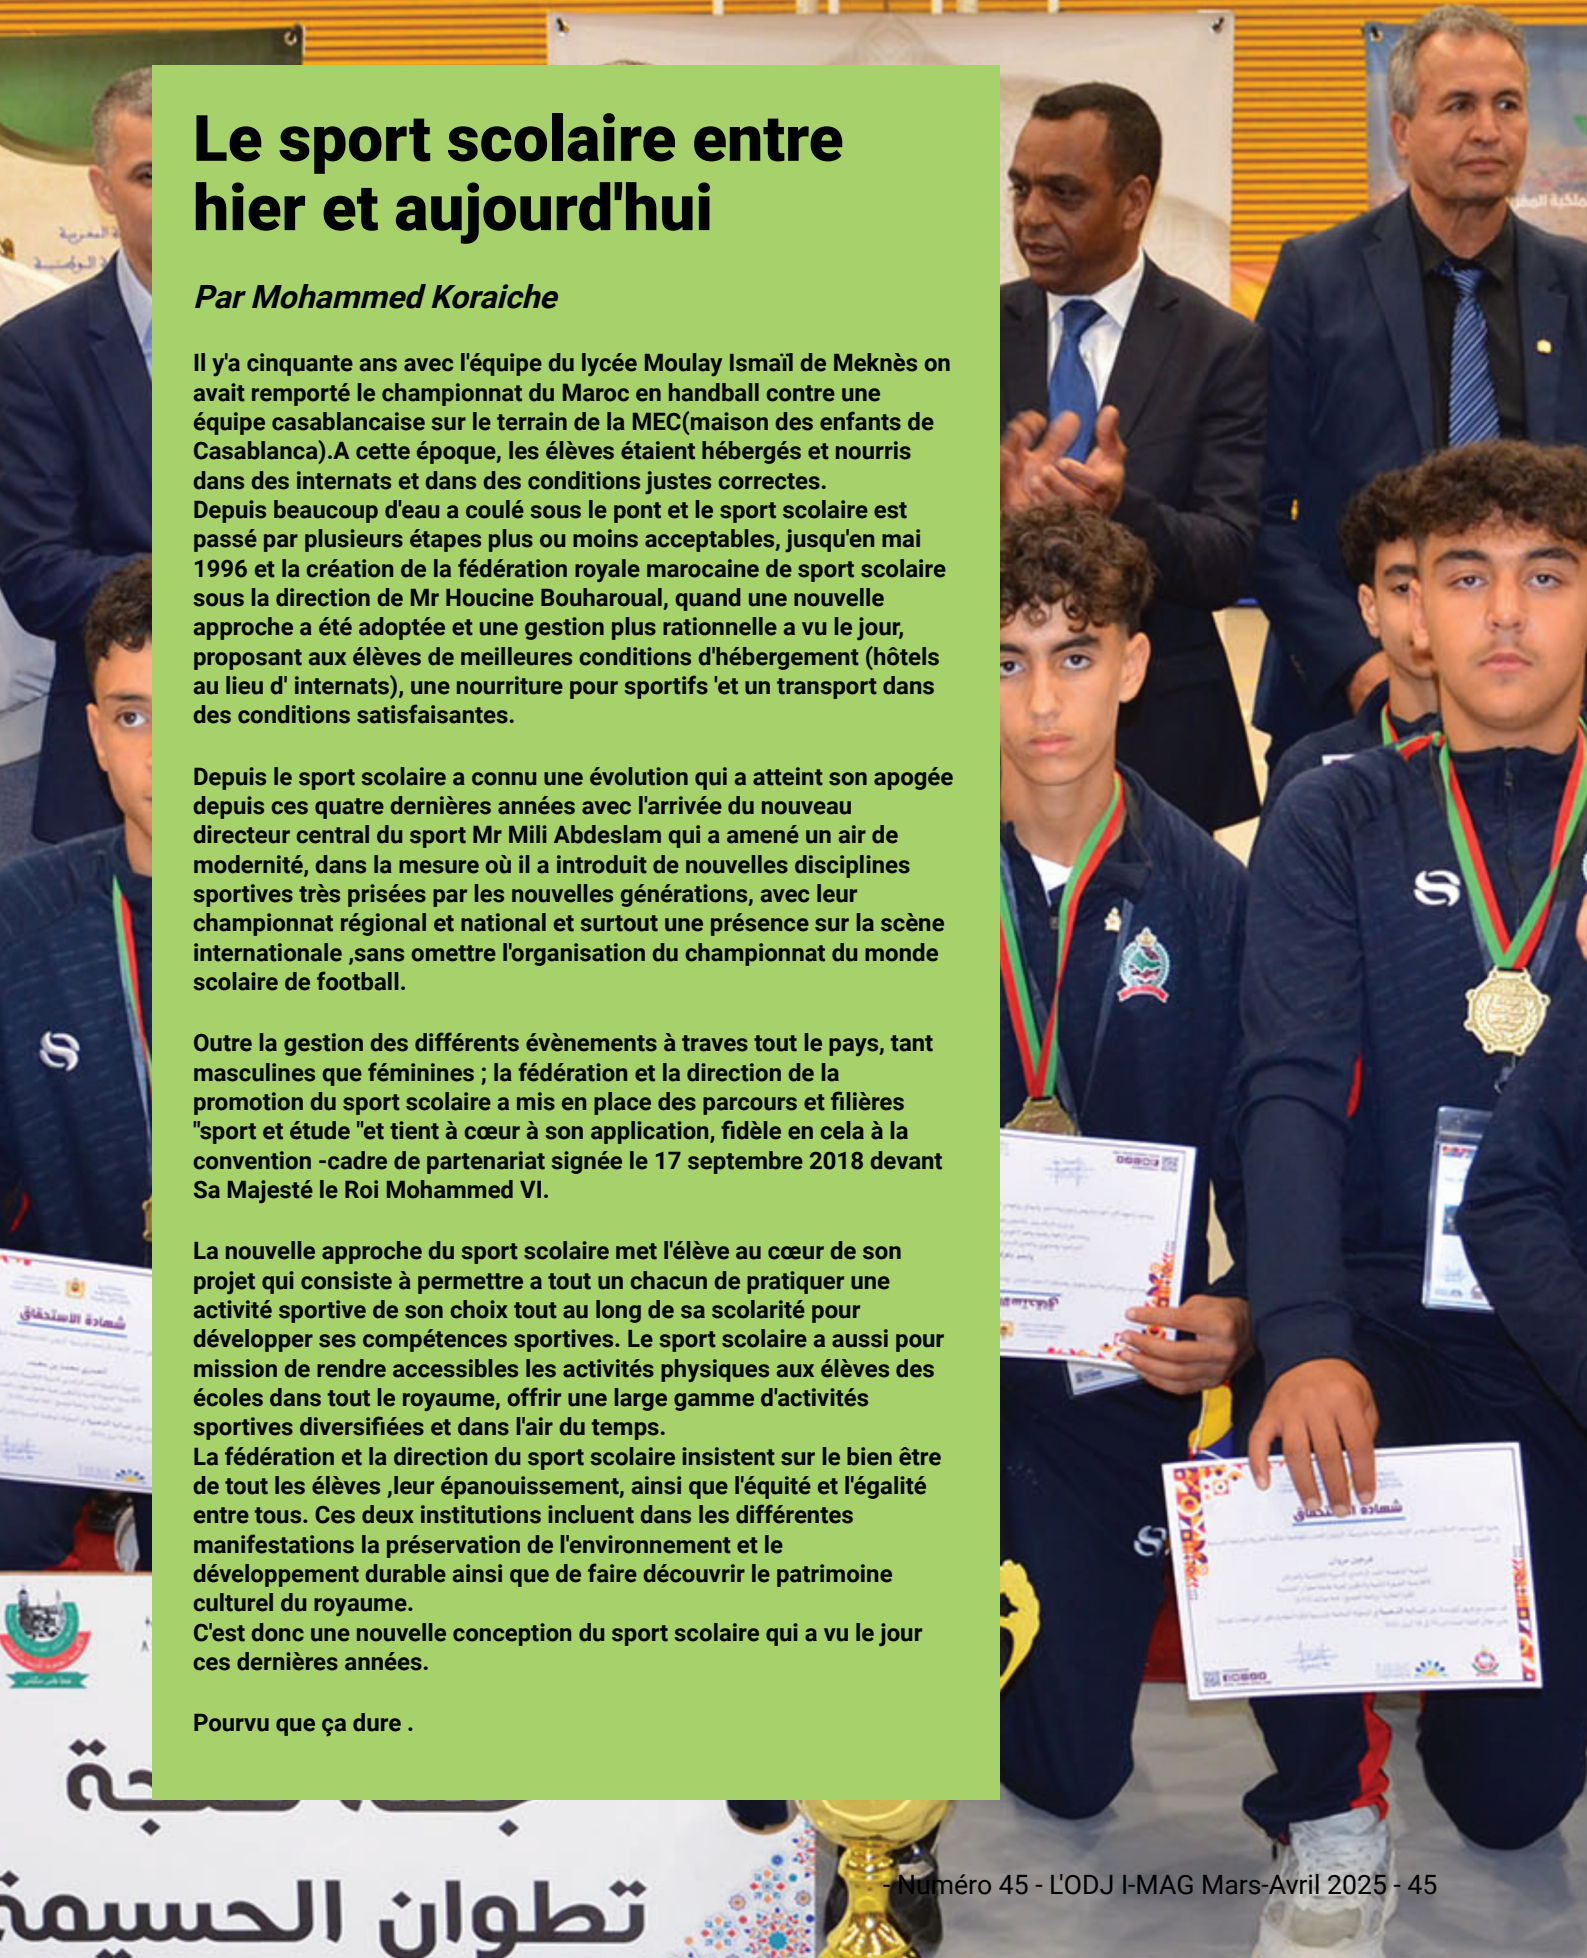 Le sport scolaire entre
hier et aujourd'hui
Par Mohammed Koraiche
Il y'a cinquante ans avec l'équipe du lycée Moulay Ismaïl de Meknès on
avait remporté le championnat du Maroc en handball contre une
équipe casablancaise sur le terrain de la MEC(maison des enfants de
Casablanca).A cette époque, les élèves étaient hébergés et nourris
dans des internats et dans des conditions justes correctes.
Depuis beaucoup d'eau a coulé sous le pont et le sport scolaire est
passé par plusieurs étapes plus ou moins acceptables, jusqu'en mai
1996 et la création de la fédération royale marocaine de sport scolaire
sous la direction de Mr Houcine Bouharoual, quand une nouvelle
approche a été adoptée et une gestion plus rationnelle a vu le jour,
proposant aux élèves de meilleures conditions d'hébergement (hôtels
au lieu d' internats), une nourriture pour sportifs 'et un transport dans
des conditions satisfaisantes.
Depuis le sport scolaire a connu une évolution qui a atteint son apogée
depuis ces quatre dernières années avec l'arrivée du nouveau
directeur central du sport Mr Mili Abdeslam qui a amené un air de
modernité, dans la mesure où il a introduit de nouvelles disciplines
sportives très prisées par les nouvelles générations, avec leur
championnat régional et national et surtout une présence sur la scène
internationale ,sans omettre l'organisation du championnat du monde
scolaire de football.
Outre la gestion des différents évènements à traves tout le pays, tant
masculines que féminines ; la fédération et la direction de la
promotion du sport scolaire a mis en place des parcours et filières
"sport et étude "et tient à cœur à son application, fidèle en cela à la
convention -cadre de partenariat signée le 17 septembre 2018 devant
Sa Majesté le Roi Mohammed VI.
La nouvelle approche du sport scolaire met l'élève au cœur de son
projet qui consiste à permettre a tout un chacun de pratiquer une
activité sportive de son choix tout au long de sa scolarité pour
développer ses compétences sportives. Le sport scolaire a aussi pour
mission de rendre accessibles les activités physiques aux élèves des
écoles dans tout le royaume, offrir une large gamme d'activités
sportives diversifiées et dans l'air du temps.
La fédération et la direction du sport scolaire insistent sur le bien être
de tout les élèves ,leur épanouissement, ainsi que l'équité et l'égalité
entre tous. Ces deux institutions incluent dans les différentes
manifestations la préservation de l'environnement et le
développement durable ainsi que de faire découvrir le patrimoine
culturel du royaume.
C'est donc une nouvelle conception du sport scolaire qui a vu le jour
ces dernières années.
Pourvu que ça dure .
شهادة الاستحقاق
شهادة
تطوان الحسيمة
- Numéro 45 - L'ODJ I-MAG Mars-Avril 2025 - 45